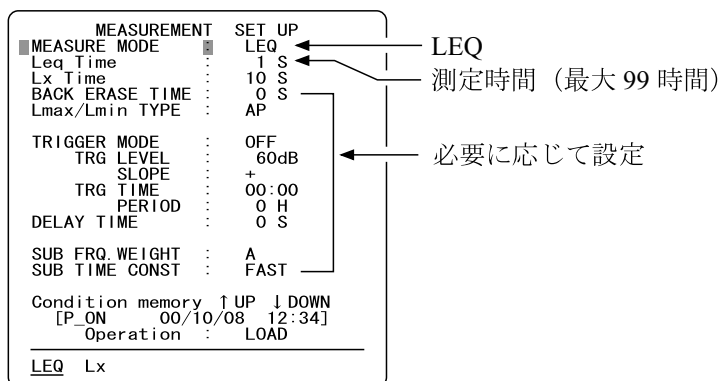 MEASUREMENT SET UP
MEASURE MODE : LEQ
Leq Time : 1 S
Lx Time : 10 S
BACK ERASE TIME : 0 S
Lmax/Lmin TYPE : AP
TRIGGER MODE : OFF
TRG LEVEL : 60dB
SLOPE : +
TRG TIME : 00:00
PERIOD : 0 H
DELAY TIME : 0 S
SUB FRQ.WEIGHT : A
SUB TIME CONST : FAST
Condition memory ↑UP ↓DOWN
[P_ON 00/10/08 12:34]
Operation : LOAD
LEQ Lx
LEQ
測定時間（最大 99 時間）
必要に応じて設定